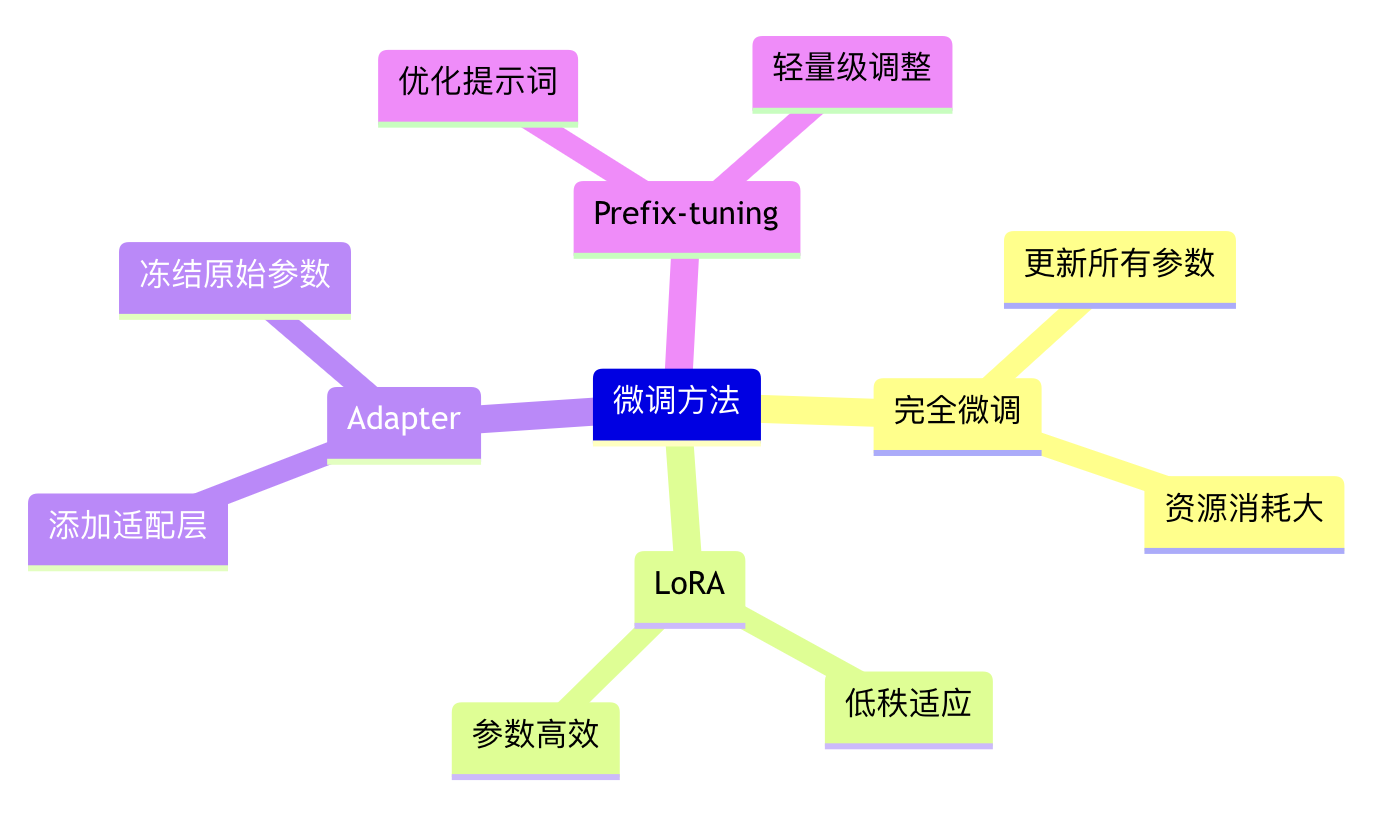 优化提示词
轻量级调整
Prefix-tuning
冻结原始参数
更新所有参数
Adapter
微调方法
完全微调
添加适配层
资源消耗大
LoRA
参数高效
低秩适应